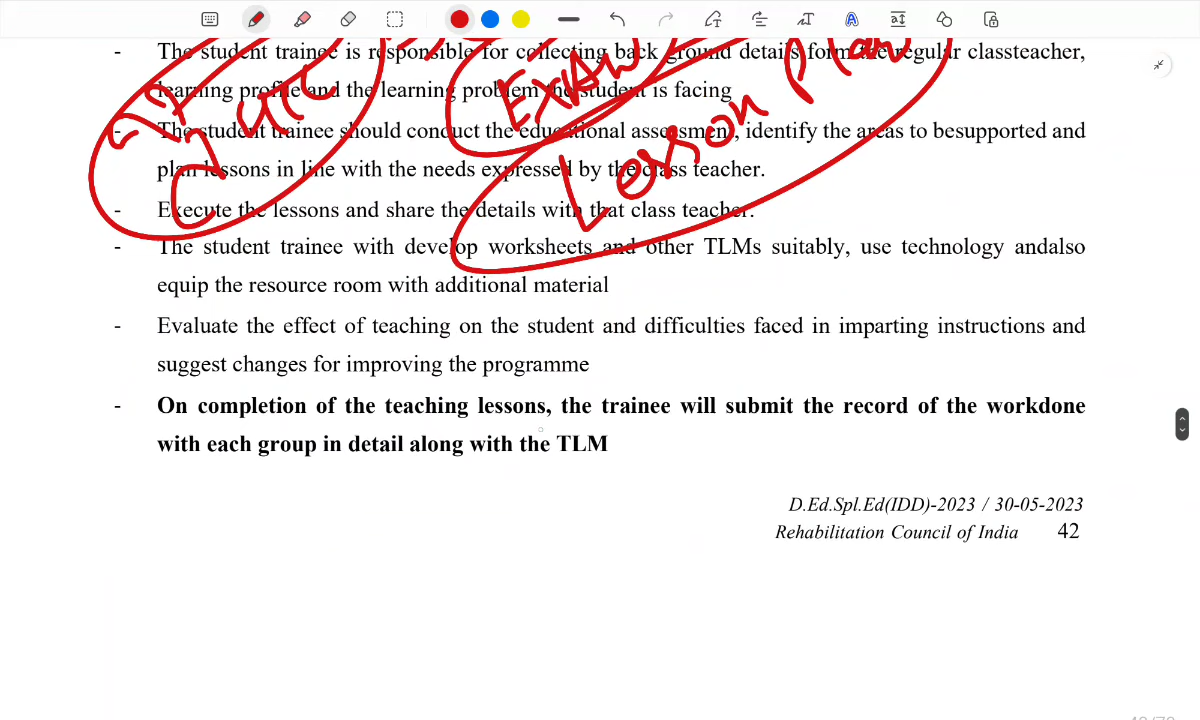 - The student trainee is responsible for collecting back ground details form the regular classteacher,
learning profile and the learning problem the student is facing
- The student trainee should conduct the educational assessment, identify the areas to besupported and
plan lessons in line with the needs expressed by the class teacher.
- Execute the lessons and share the details with that class teacher.
- The student trainee with develop worksheets and other TLMs suitably, use technology andalso
equip the resource room with additional material
- Evaluate the effect of teaching on the student and difficulties faced in imparting instructions and
suggest changes for improving the programme
- On completion of the teaching lessons, the trainee will submit the record of the workdone
with each group in detail along with the TLM
Lesson Plan
D.Ed.Spl.Ed(IDD)-2023 / 30-05-2023
Rehabilitation Council of India 42